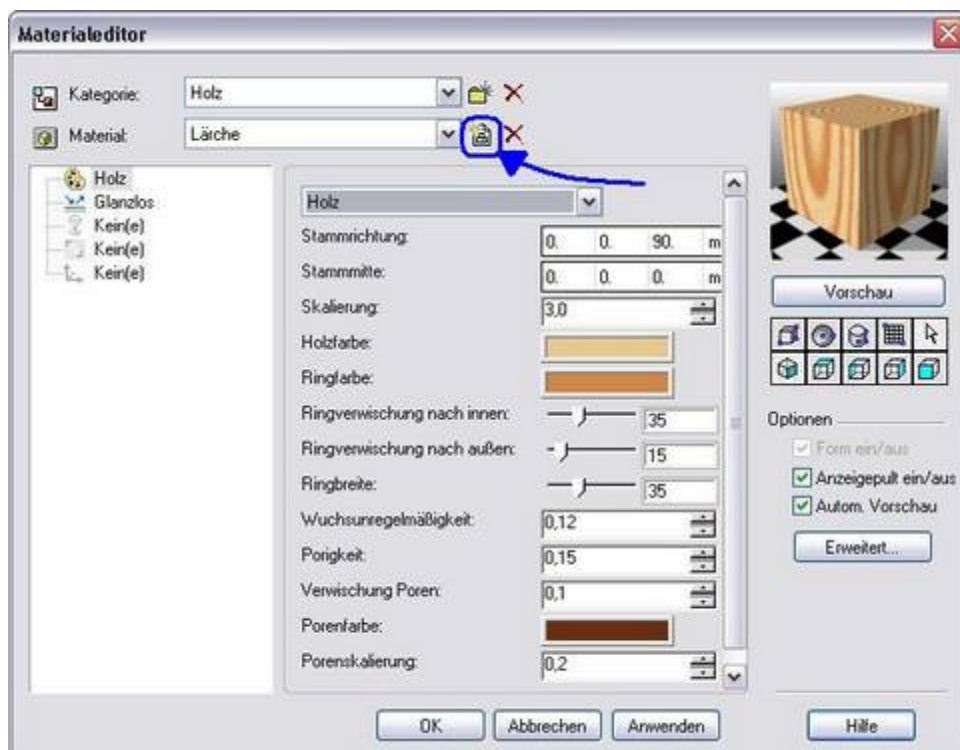 Materialeditor
Kategorie: Holz
Material: Lärche
Holz
Glanzlos
Kein(e)
Kein(e)
Kein(e)
Holz
Stammrichtung: 0. 0. 90. m
Stammmitte: 0. 0. 0. m
Skalierung: 3,0
Holzfarbe:
Ringfarbe:
Ringverwischung nach innen: 35
Ringverwischung nach außen: 15
Ringbreite: 35
Wuchsunregelmäßigkeit: 0,12
Porigkeit: 0,15
Verwischung Poren: 0,1
Porenfarbe:
Porenskalierung: 0,2
Vorschau
Optionen
Form ein/aus
Anzeigepult ein/aus
Autom. Vorschau
Erweitert...
OK Abbrechen Anwenden Hilfe